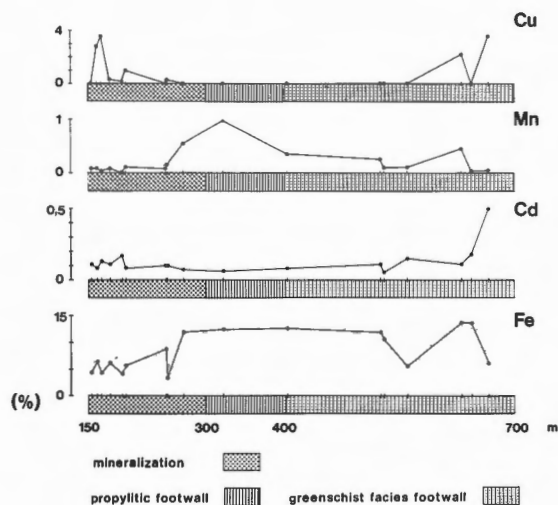 Cu
4
0
Mn
1
0
Cd
0,5
0
Fe
15
0
(%)
150 300 400 700 m
mineralization
propylitic footwall greenschist facies footwall